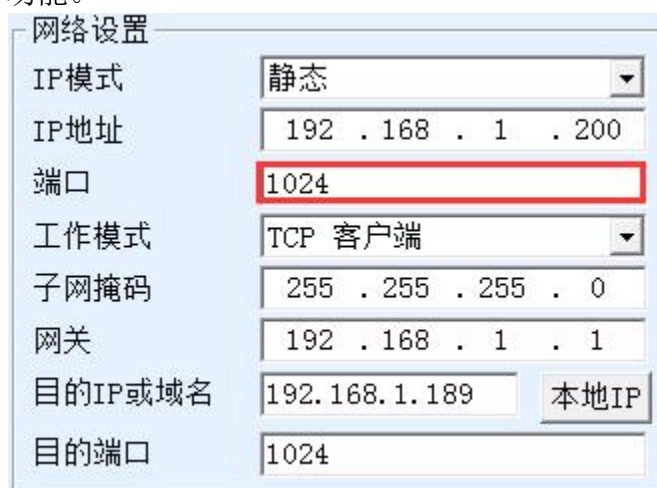 功能。
网络设置
IP模式 静态
IP地址 192 . 168 . 1 . 200
端口 1024
工作模式 TCP 客户端
子网掩码 255 . 255 . 255 . 0
网关 192 . 168 . 1 . 1
目的IP或域名 192.168.1.189 本地IP
目的端口 1024